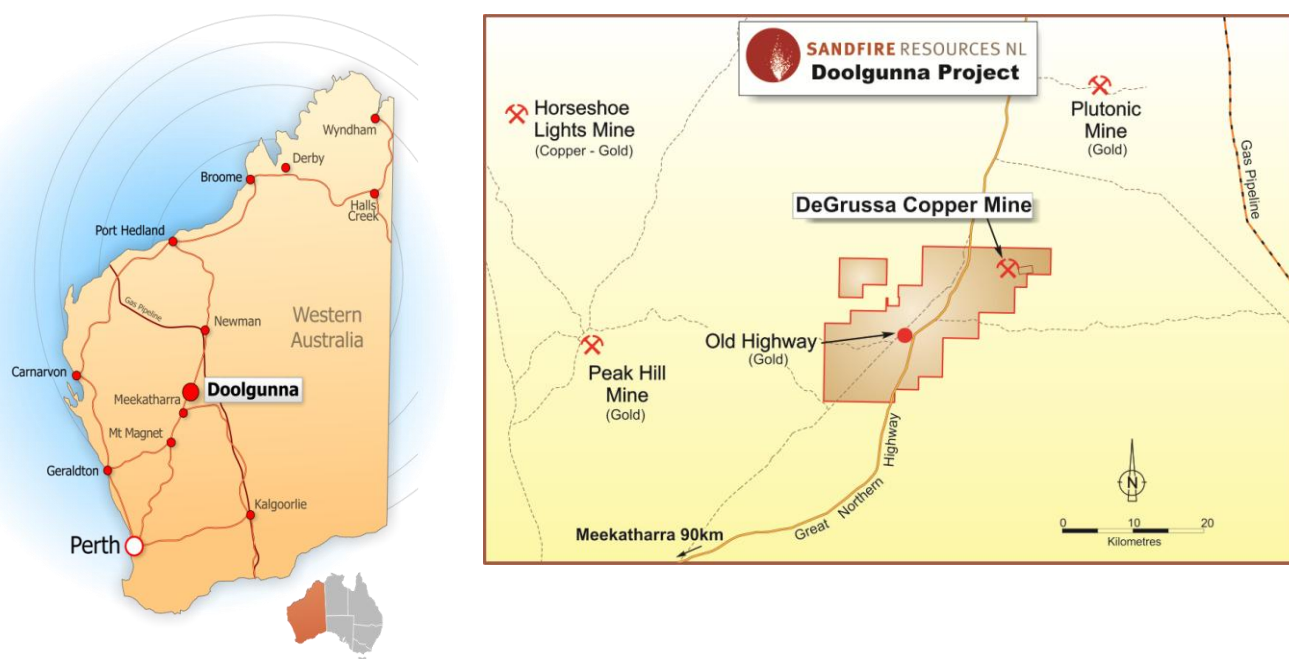 Wyndham
Derby
Broome
Halls
Creek
Port Hedland
Gas Pipeline
Newman
Western
Australia
Carnarvon
Doolgunna
Meekatharra
Mt Magnet
Geraldton
Kalgoorlie
Perth
SANDFIRE RESOURCES NL
Doolgunna Project
Horseshoe
Lights Mine
(Copper - Gold)
Plutonic
Mine
(Gold)
Gas Pipeline
DeGrussa Copper Mine
Old Highway
(Gold)
Peak Hill
Mine
(Gold)
Great Northern Highway
N
Meekatharra 90km
0 10 20
Kilometres